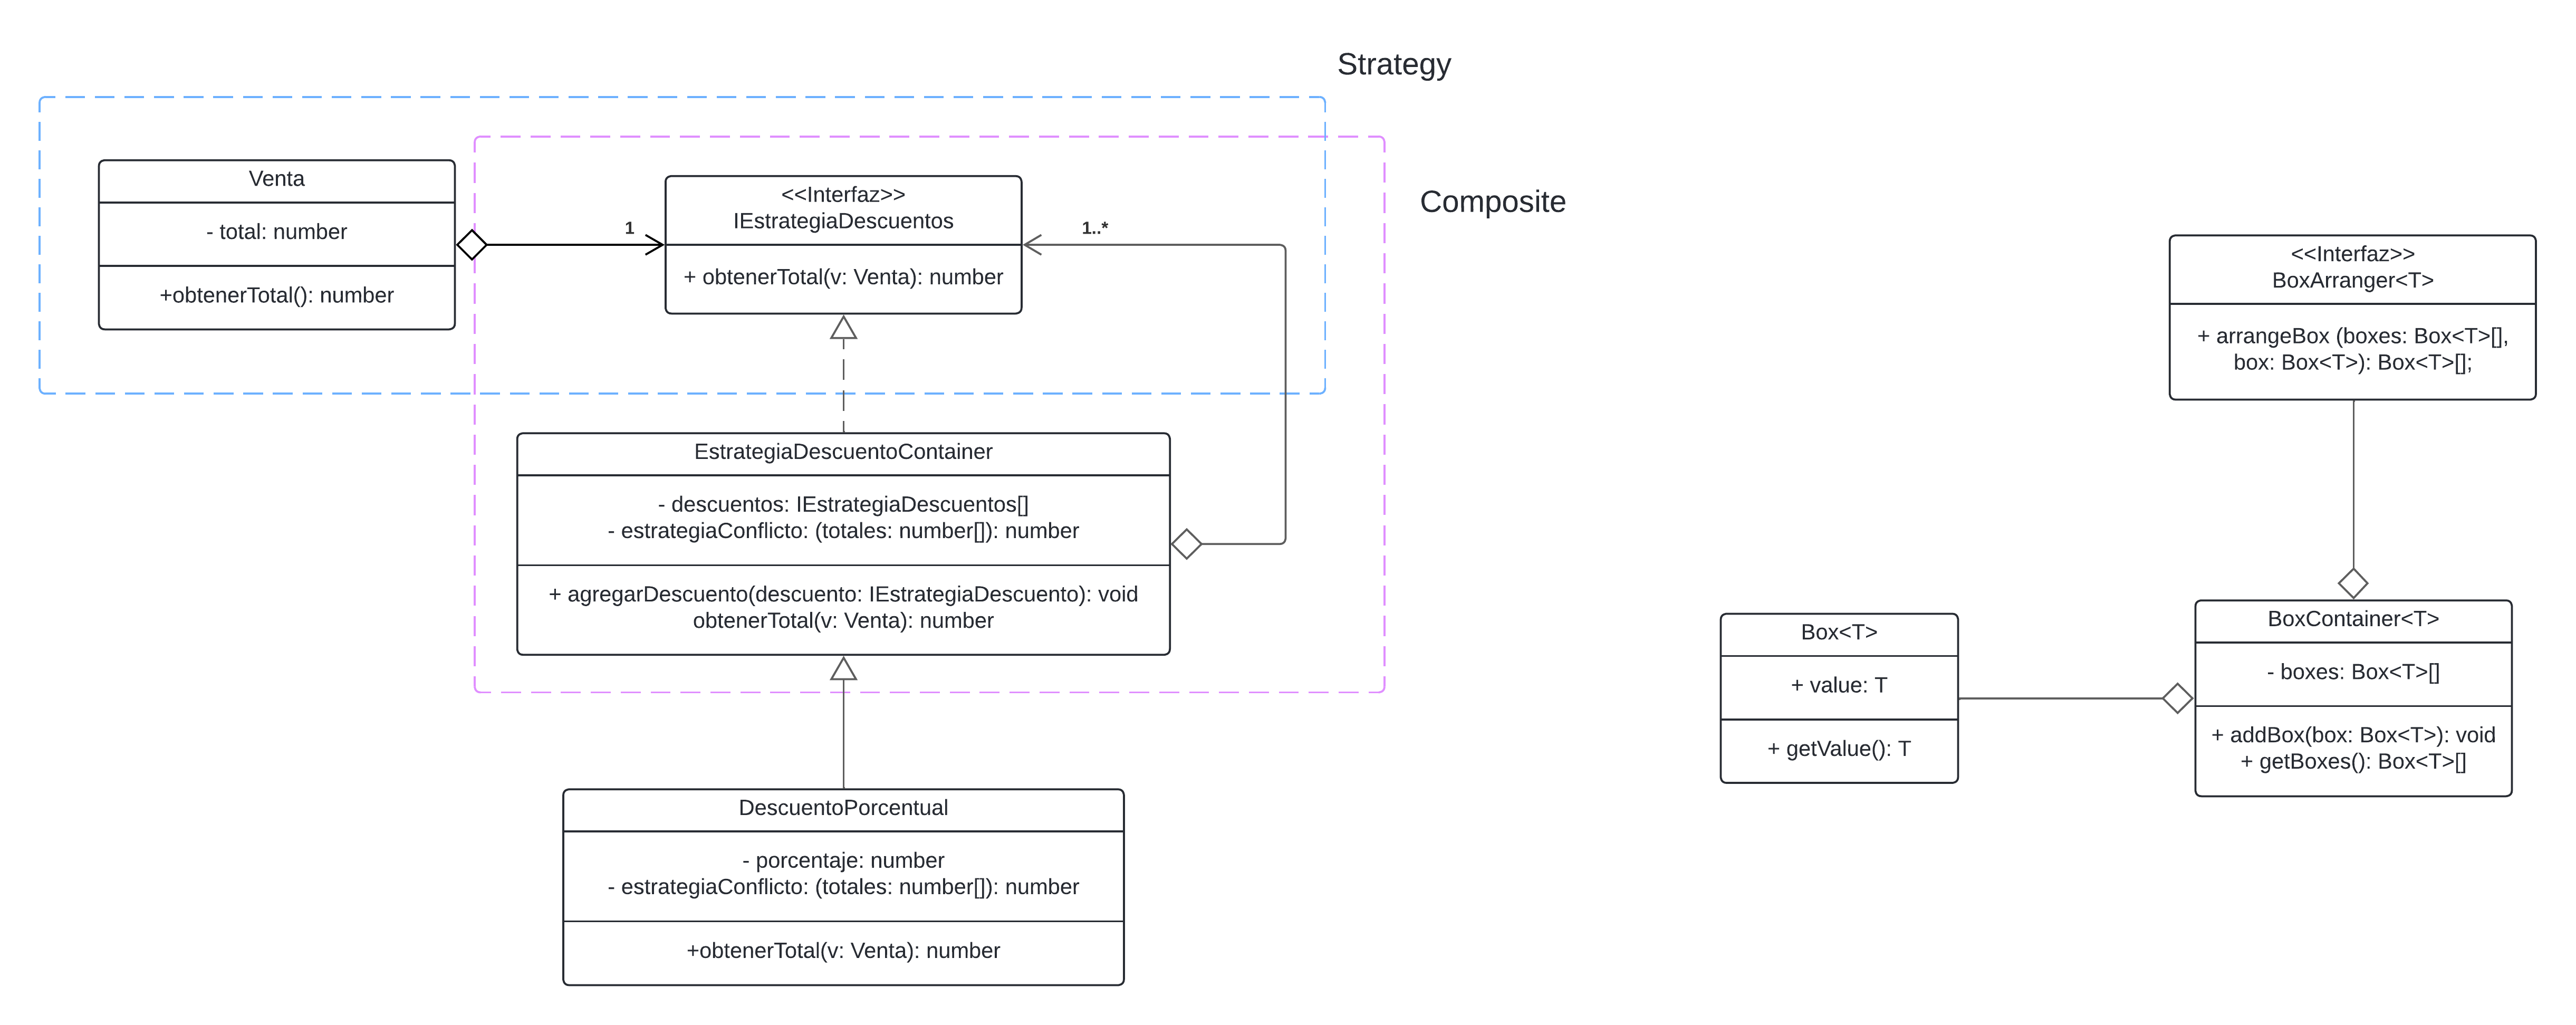 Strategy
Composite
Venta
- total: number
+obtenerTotal(): number
1
<<Interfaz>>
IEstrategiaDescuentos
+ obtenerTotal(v: Venta): number
1..*
EstrategiaDescuentoContainer
- descuentos: IEstrategiaDescuentos[]
- estrategiaConflicto: (totales: number[]): number
+ agregarDescuento(descuento: IEstrategiaDescuento): void
obtenerTotal(v: Venta): number
DescuentoPorcentual
- porcentaje: number
- estrategiaConflicto: (totales: number[]): number
+obtenerTotal(v: Venta): number
<<Interfaz>>
BoxArranger<T>
+ arrangeBox (boxes: Box<T>[],
box: Box<T>): Box<T>[];
Box<T>
+ value: T
+ getValue(): T
BoxContainer<T>
- boxes: Box<T>[]
+ addBox(box: Box<T>): void
+ getBoxes(): Box<T>[]